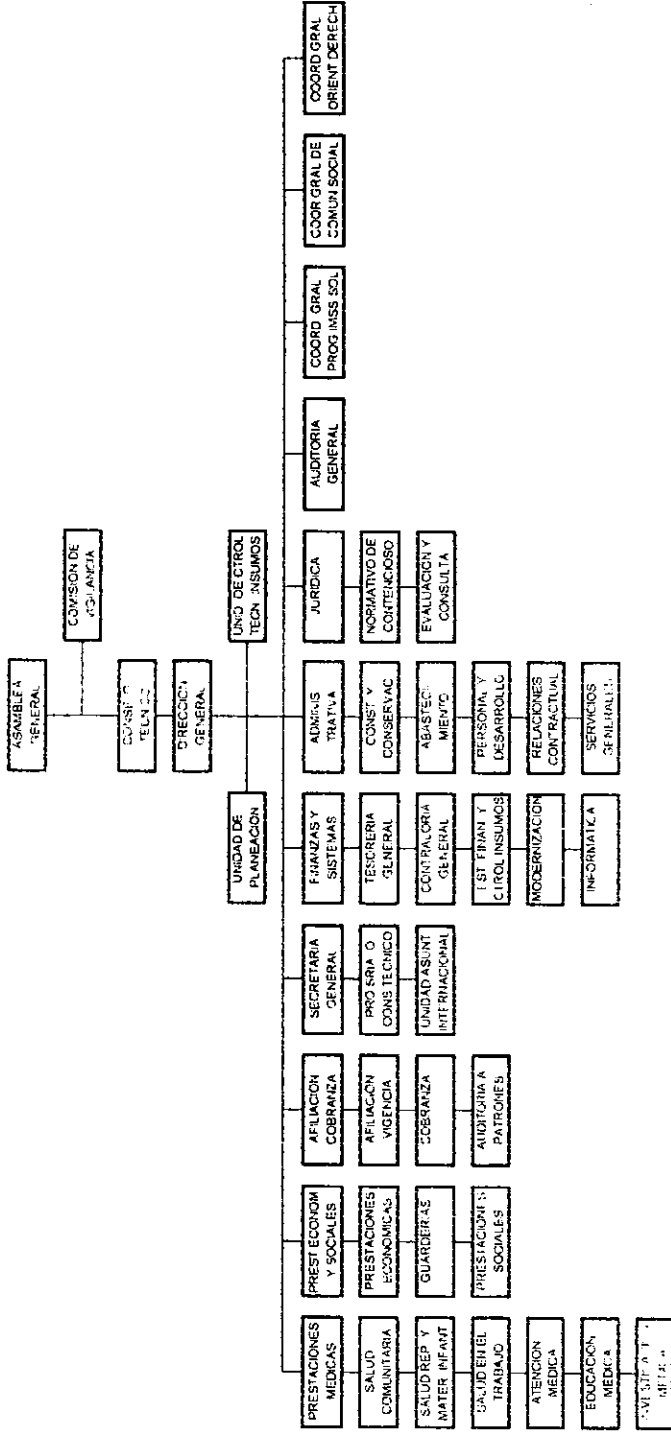 ASAMBLEA
GENERAL
COMISION DE
VIGILANCIA
TECNICO
DIRECCION
GENERAL
UNIDAD DE
PLANEACION
UNID DE CTROL
TECN INSUMOS
PRESTACIONES
MEDICAS
SALUD
COMUNITARIA
SALUD REP Y
MATER INFANT
SALUD EN EL
TRABAJO
ATENCION
MEDICA
EDUCACION
MEDICA
MEDICA
PREST ECONOM
Y SOCIALES
PRESTACIONES
ECONOMICAS
GUARDERIAS
PRESTACIONES
SOCIALES
AFILIACION
COBRANZA
AFILIACION
VIGENCIA
COBRANZA
AUDITORIA A
PATRONES
SECRETARIA
GENERAL
PRO SRIA
CONS TECNICO
UNIDAD ASUNT
INTERNACIONAL
FINANZAS Y
SISTEMAS
TESORERIA
GENERAL
CONTRALORIA
GENERAL
EST FINAN Y
CTROL INSUMOS
MODERNIZACION
INFORMATICA
ADMINIS
TRATIVA
CONST Y
CONSERVAC
ABASTECI
MIENTO
PERSONAL Y
DESARROLLO
RELACIONES
CONTRACTUAL
SERVICIOS
GENERALES
JURIDICA
NORMATIVO DE
CONTENCIOSO
EVALUACION Y
CONSULTA
AUDITORIA
GENERAL
COORD GRAL
PROG IMSS SOL
COOR GRAL DE
COMUN SOCIAL
COORD GRAL
ORIENT DERECH